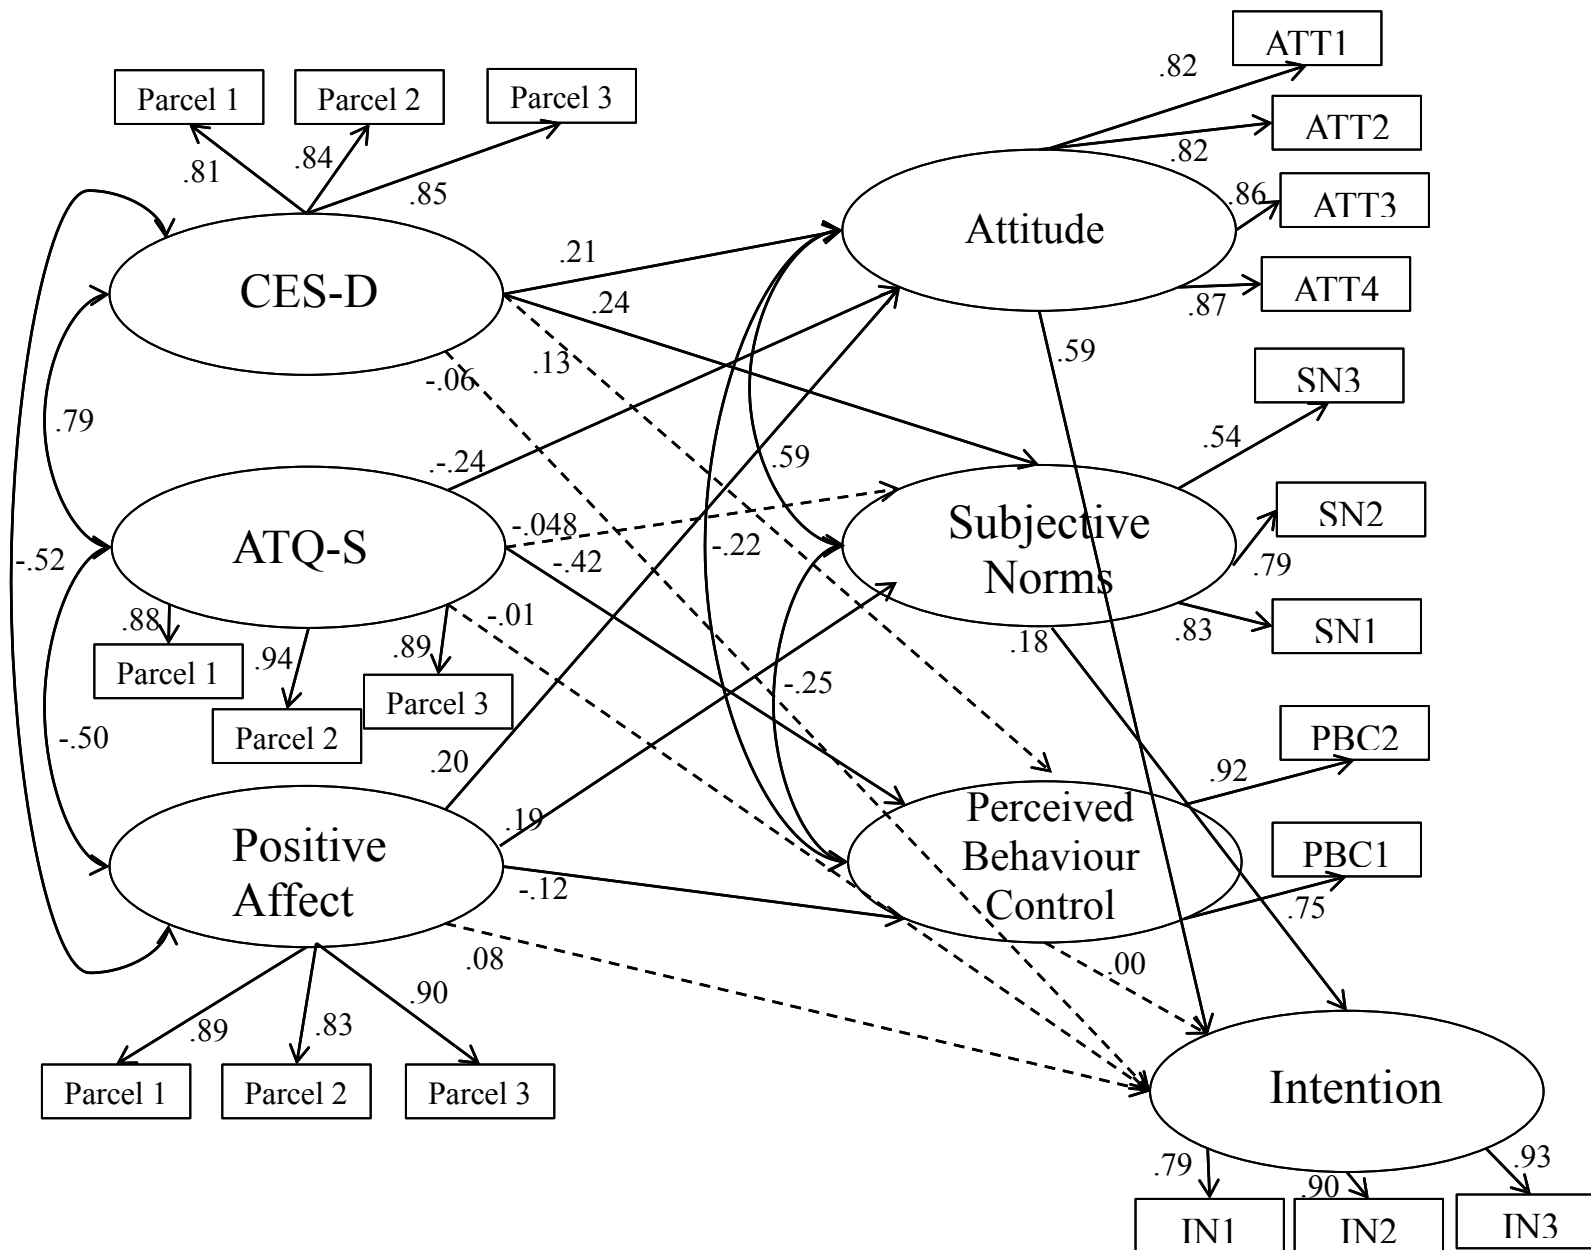 ATT1
.82
Parcel 1
Parcel 2
Parcel 3
ATT2
.82
.81
.84
.85
.86
ATT3
Attitude
CES-D
.21
.24
.87
ATT4
.59
-.06
.13
SN3
.79
.-.24
.59
.54
Subjective
Norms
SN2
.79
ATQ-S
-.048
-.42
-.22
-.52
-.01
.88
.94
.89
.18
.83
SN1
Parcel 1
Parcel 2
Parcel 3
-.25
-.50
.20
.92
PBC2
.19
Perceived
Behaviour
Control
PBC1
.75
Positive
Affect
-.12
.08
.00
.89
.83
.90
Parcel 1
Parcel 2
Parcel 3
Intention
.79
.90
.93
IN1
IN2
IN3